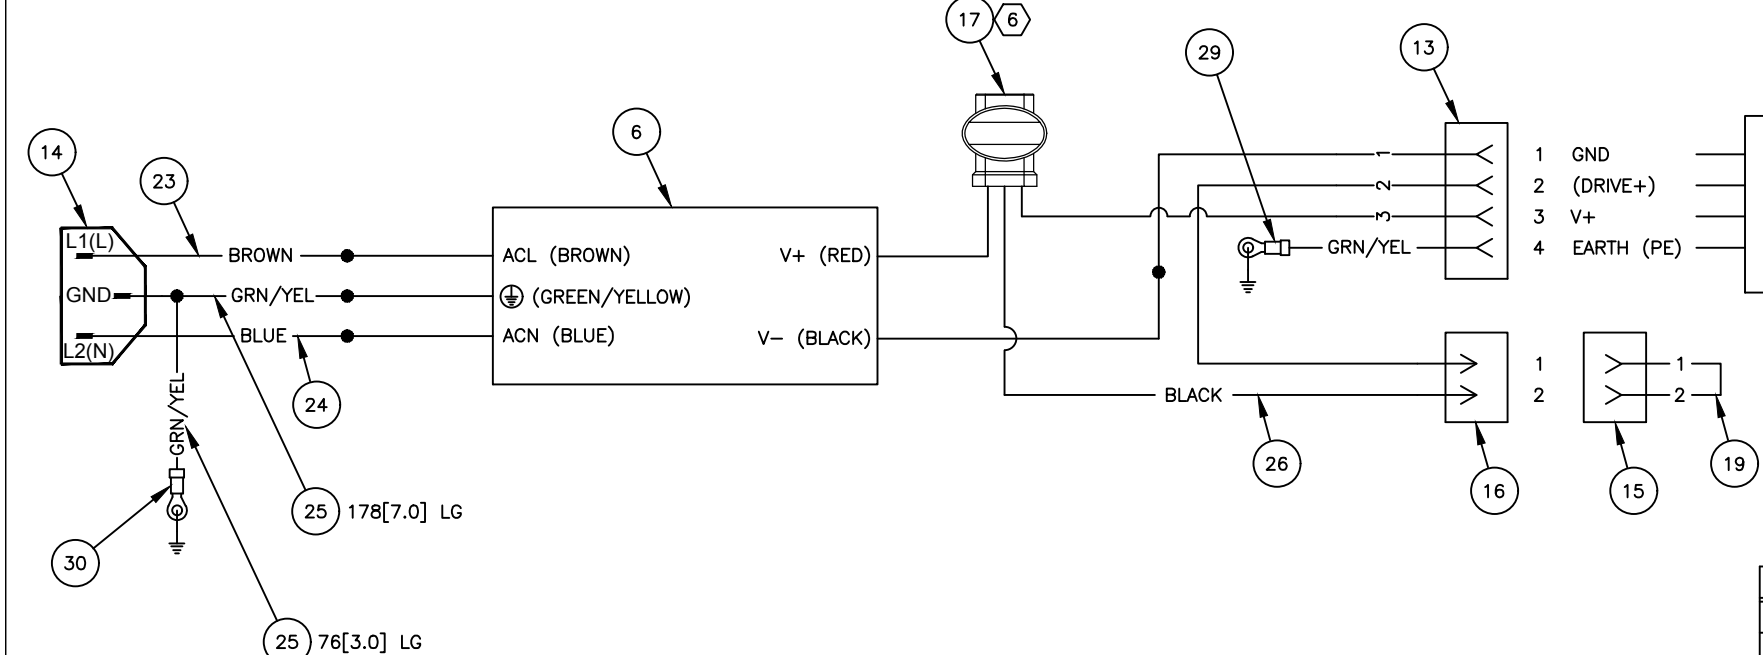 17 6
29
13
14
23
6
L1(L)
BROWN
ACL (BROWN)
V+ (RED)
GND
GRN/YEL
(GREEN/YELLOW)
L2(N)
BLUE
ACN (BLUE)
V- (BLACK)
1
2
3
GRN/YEL
1 GND
2 (DRIVE+)
3 V+
4 EARTH (PE)
24
GRN/YEL
BLACK
26
1
2
1
2
16
15
19
25 178[7.0] LG
30
25 76[3.0] LG